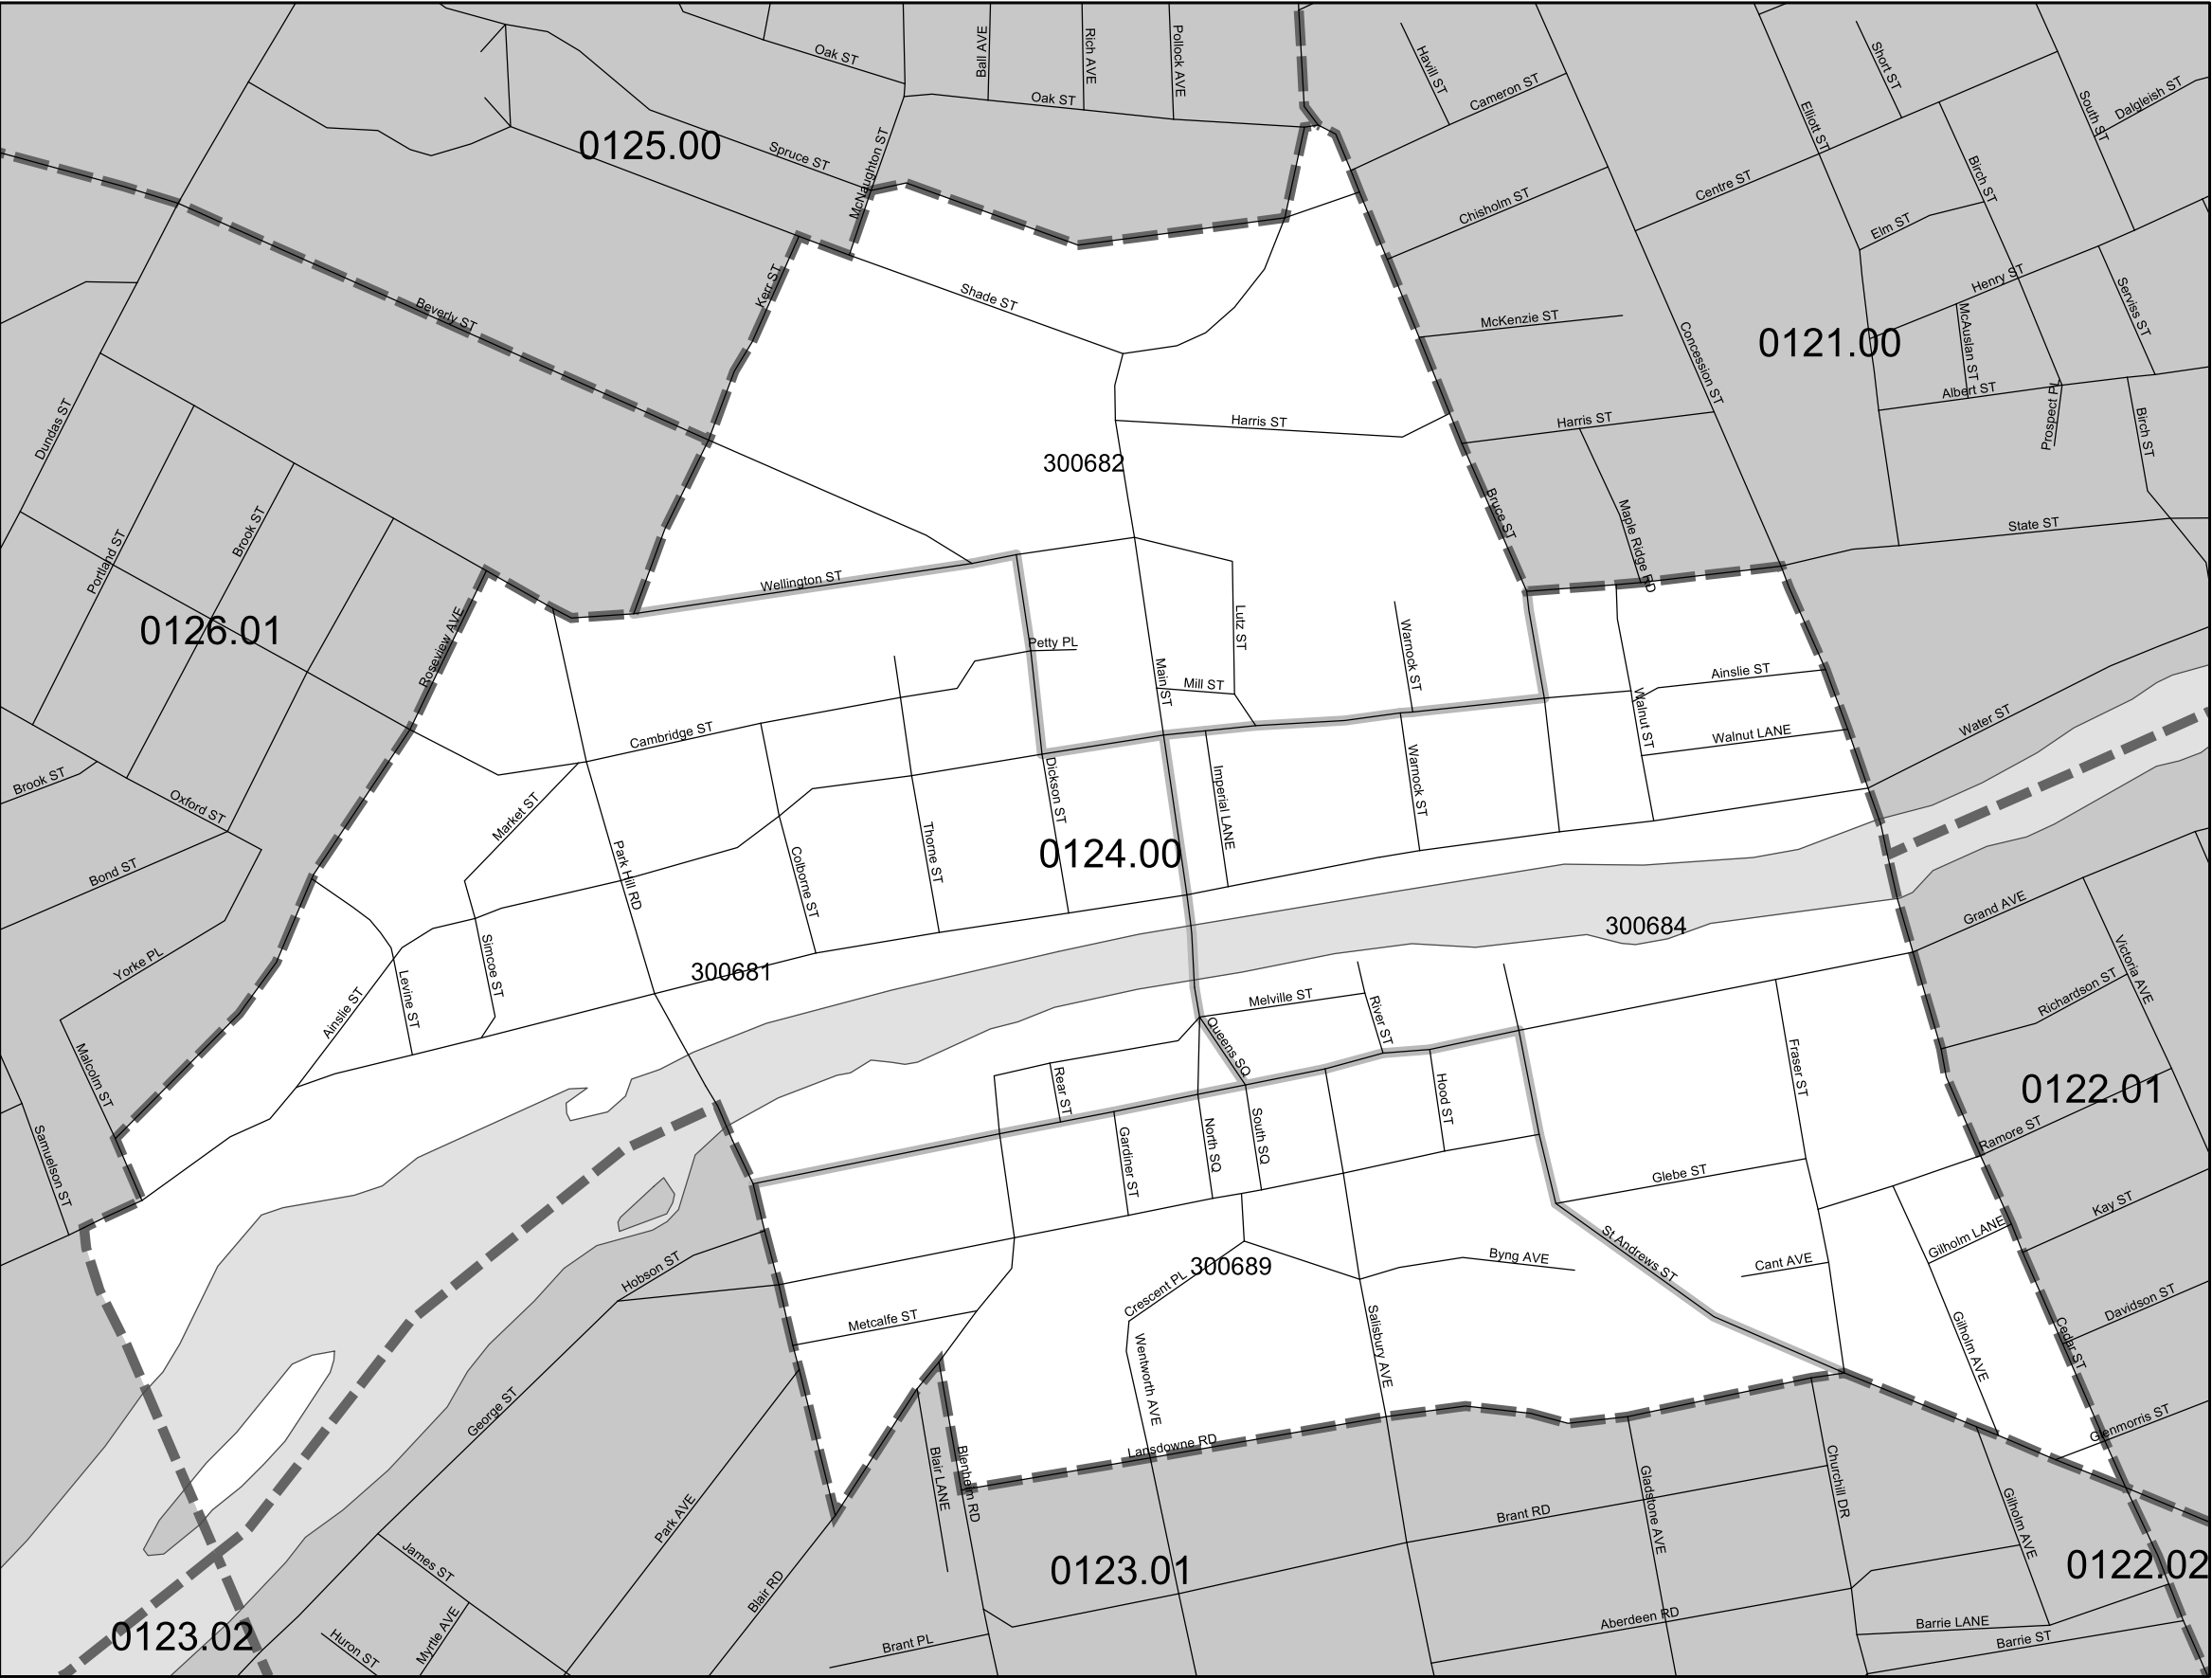 Oak ST
Ball AVE
Rich AVE
Pollock AVE
Oak ST
Havill ST
Cameron ST
Short ST
Elliott ST
South ST
Dalgleish ST
0125.00
Spruce ST
McNaughton ST
Chisholm ST
Centre ST
Birch ST
Elm ST
Henry ST
Serviss ST
Kerr ST
Shade ST
Beverly ST
McKenzie ST
Concession ST
0121.00
McAuslan ST
Albert ST
Prospect PL
Birch ST
Dundas ST
Harris ST
Harris ST
300682
Portland ST
Brook ST
Bruce ST
Maple Ridge RD
State ST
0126.01
Roseview AVE
Wellington ST
Petty PL
Lutz ST
Main ST
Mill ST
Warnock ST
Ainslie ST
Walnut ST
Walnut LANE
Water ST
Cambridge ST
Brook ST
Oxford ST
Market ST
Bond ST
Park Hill RD
Colborne ST
Thorne ST
Dickson ST
0124.00
Imperial LANE
Warnock ST
300684
Grand AVE
Victoria AVE
Richardson ST
Yorke PL
Ainslie ST
Levine ST
Simcoe ST
300681
Melville ST
River ST
Queens SQ
Malcolm ST
Samuelson ST
Rear ST
Gardiner ST
North SQ
South SQ
Hood ST
Fraser ST
0122.01
Ramore ST
Glebe ST
Kay ST
Gilholm LANE
St Andrews ST
Cant AVE
Byng AVE
300689
Crescent PL
Hobson ST
Metcalfe ST
Wentworth AVE
Salisbury AVE
Gilholm AVE
Davidson ST
Cedar ST
Glenmorris ST
George ST
Lansdowne RD
Blair LANE
Blenheim RD
Churchill DR
Gladstone AVE
Gilholm AVE
Park AVE
Brant RD
0123.01
0122.02
James ST
Blair RD
0123.02
Huron ST
Myrtle AVE
Brant PL
Aberdeen RD
Barrie LANE
Barrie ST